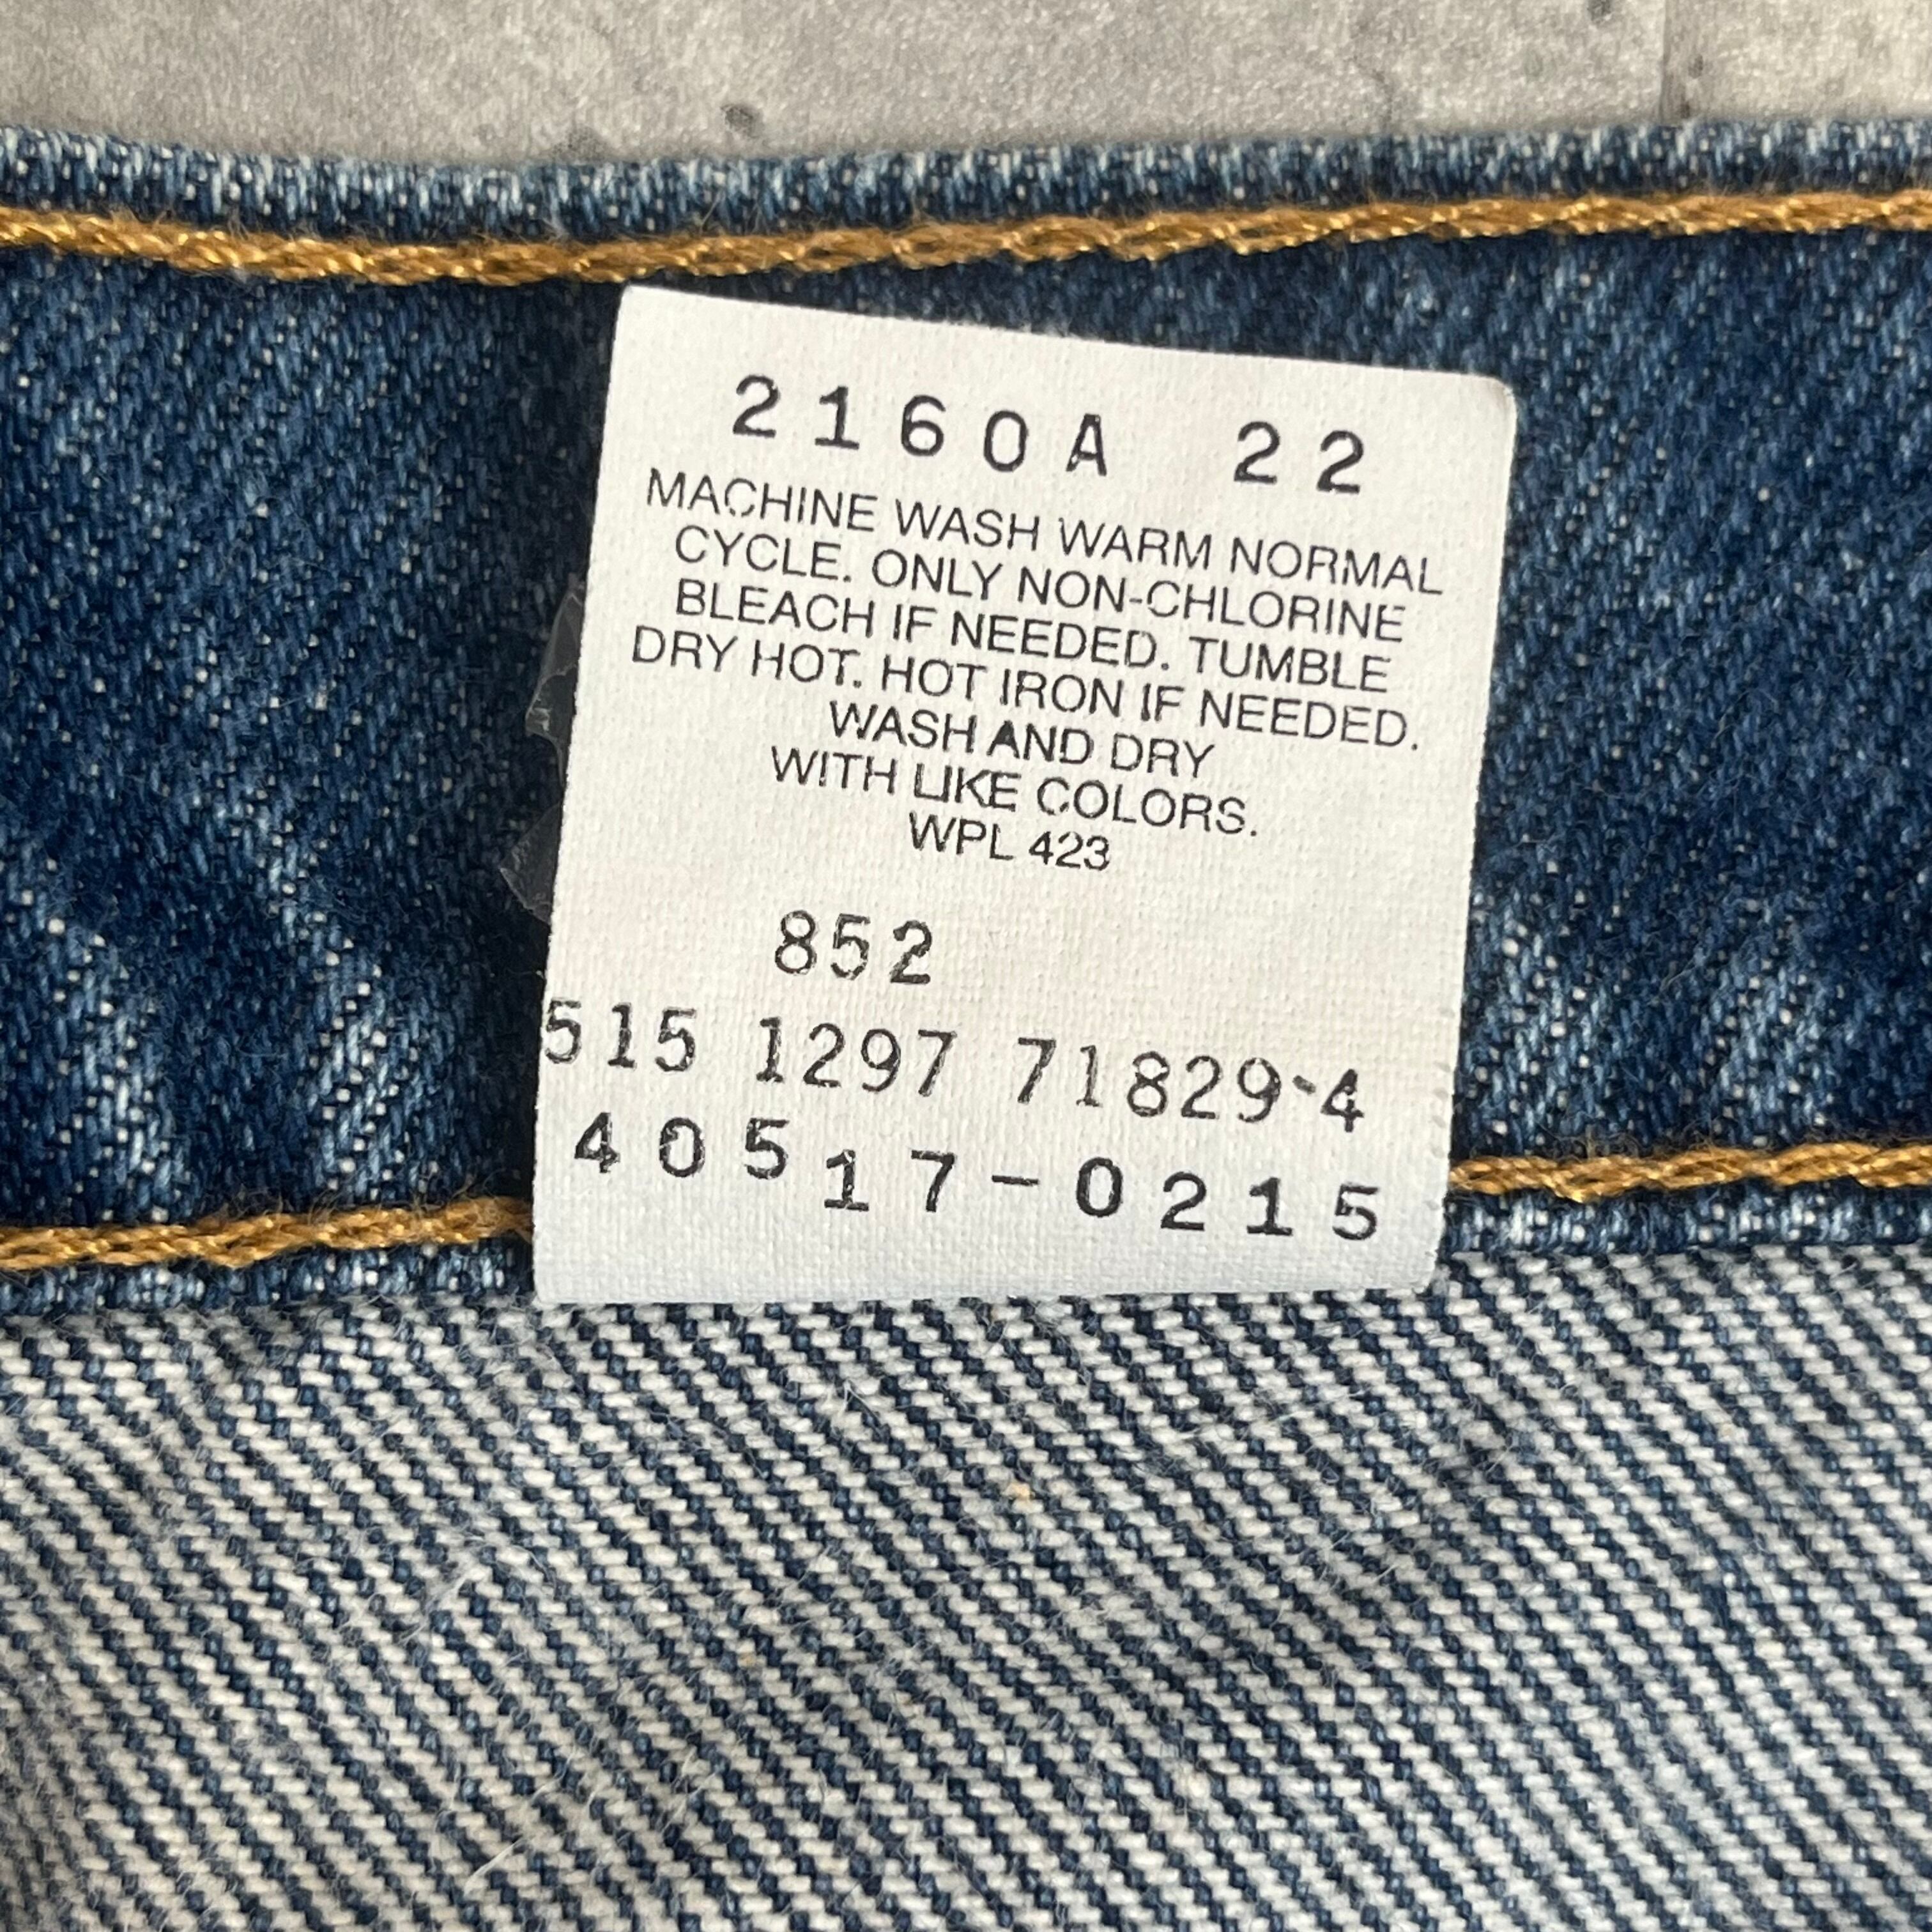 2160A 22
MACHINE WASH WARM NORMAL
CYCLE. ONLY NON-CHLORINE
BLEACH IF NEEDED. TUMBLE
DRY HOT. HOT IRON IF NEEDED.
WASH AND DRY
WITH LIKE COLORS.
WPL 423
852
515 1297 71829-4
40517-0215